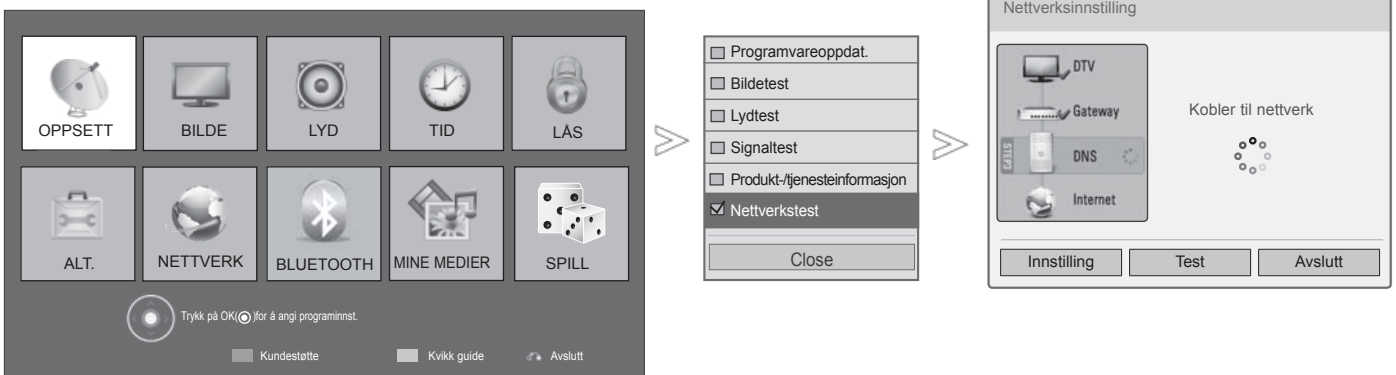 OPPSETT
BILDE
LYD
TID
LÅS
ALT.
NETTVERK
BLUETOOTH
MINE MEDIER
SPILL
Trykk på OK( )for å angi programinnst.
Kundestøtte
Kvikk guide
Avslutt
Programvareoppdat.
Bildetest
Lydtest
Signaltest
Produkt-/tjenesteinformasjon
Nettverkstest
Close
Nettverksinnstilling
DTV
Gateway
STEP3
DNS
Internet
Kobler til nettverk
Innstilling
Test
Avslutt